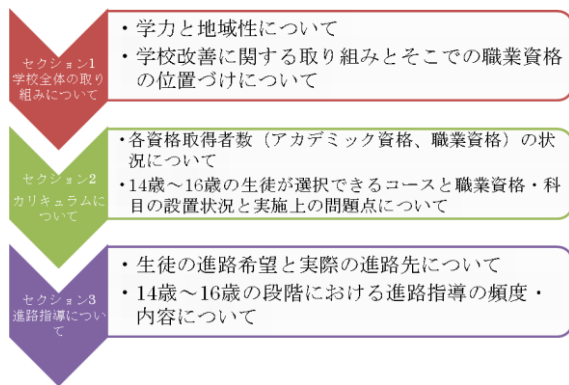 セクション1
学校全体の取り
組みについて
・学力と地域性について
・学校改善に関する取り組みとそこでの職業資格
の位置づけについて
セクション2
カリキュラムに
ついて
・各資格取得者数（アカデミック資格、職業資格）の状
況について
・14歳～16歳の生徒が選択できるコースと職業資格・科
目の設置状況と実施上の問題点について
セクション3
進路指導につい
て
・生徒の進路希望と実際の進路先について
・14歳～16歳の段階における進路指導の頻度・
内容について